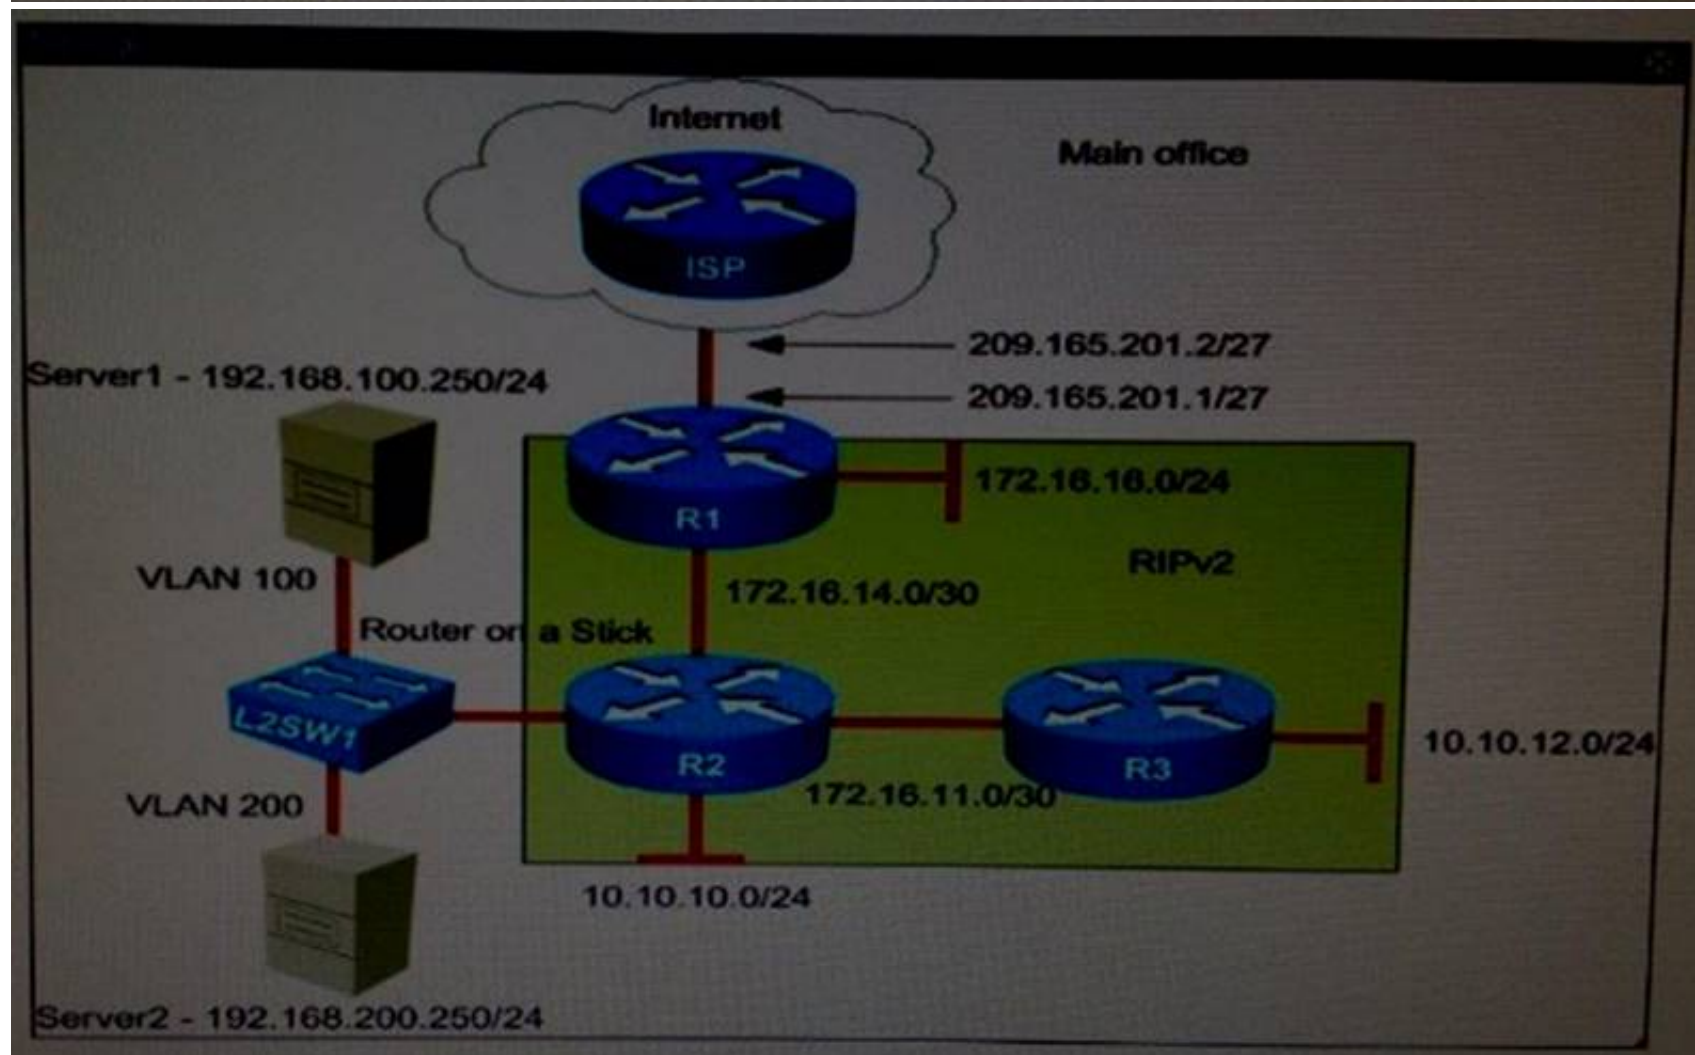 Internet
Main office
ISP
209.165.201.2/27
Server1 - 192.168.100.250/24
209.165.201.1/27
172.16.16.0/24
R1
RIPv2
VLAN 100
172.16.14.0/30
Router on a Stick
L2SW1
R2
R3
10.10.12.0/24
172.16.11.0/30
VLAN 200
10.10.10.0/24
Server2 - 192.168.200.250/24